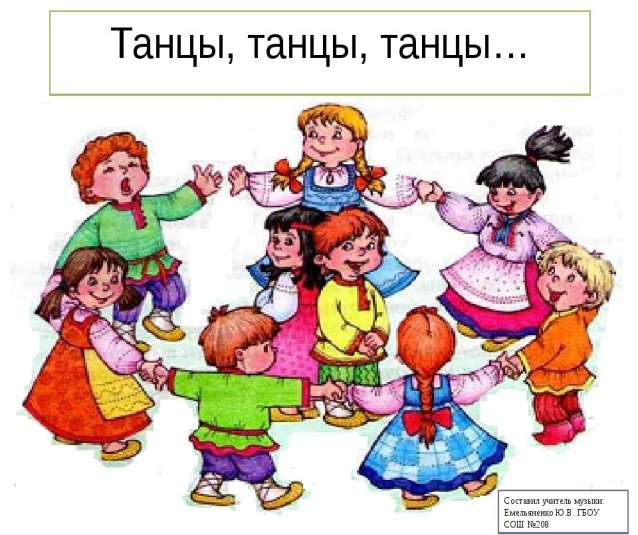 Танцы, танцы, танцы…
Составил учитель музыки:
Емельяненко Ю.В. ГБОУ
СОШ №208